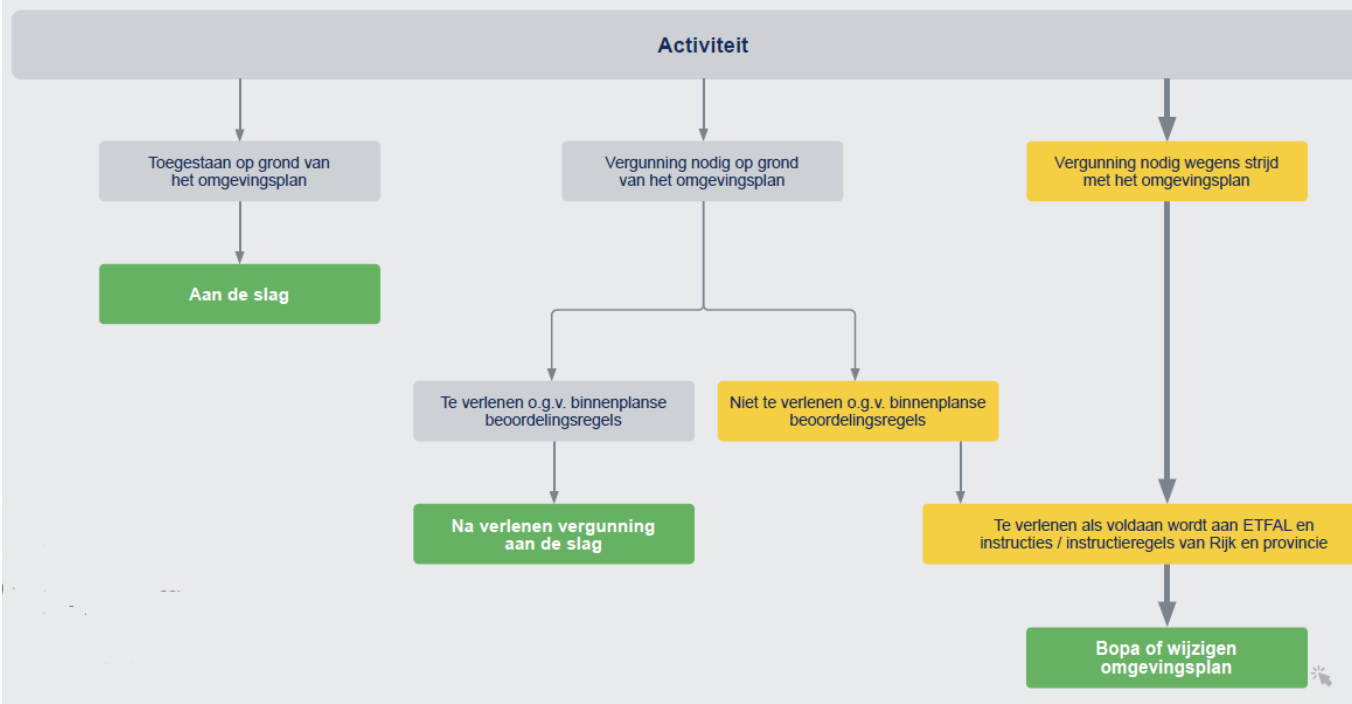 Activiteit
Toegestaan op grond van
het omgevingsplan
Vergunning nodig op grond
van het omgevingsplan
Vergunning nodig wegens strijd
met het omgevingsplan
Aan de slag
Te verlenen o.g.v. binnenplanse
beoordelingsregels
Niet te verlenen o.g.v. binnenplanse
beoordelingsregels
Na verlenen vergunning
aan de slag
Te verlenen als voldaan wordt aan ETFAL en
instructies / instructieregels van Rijk en provincie
Bopa of wijzigen
omgevingsplan